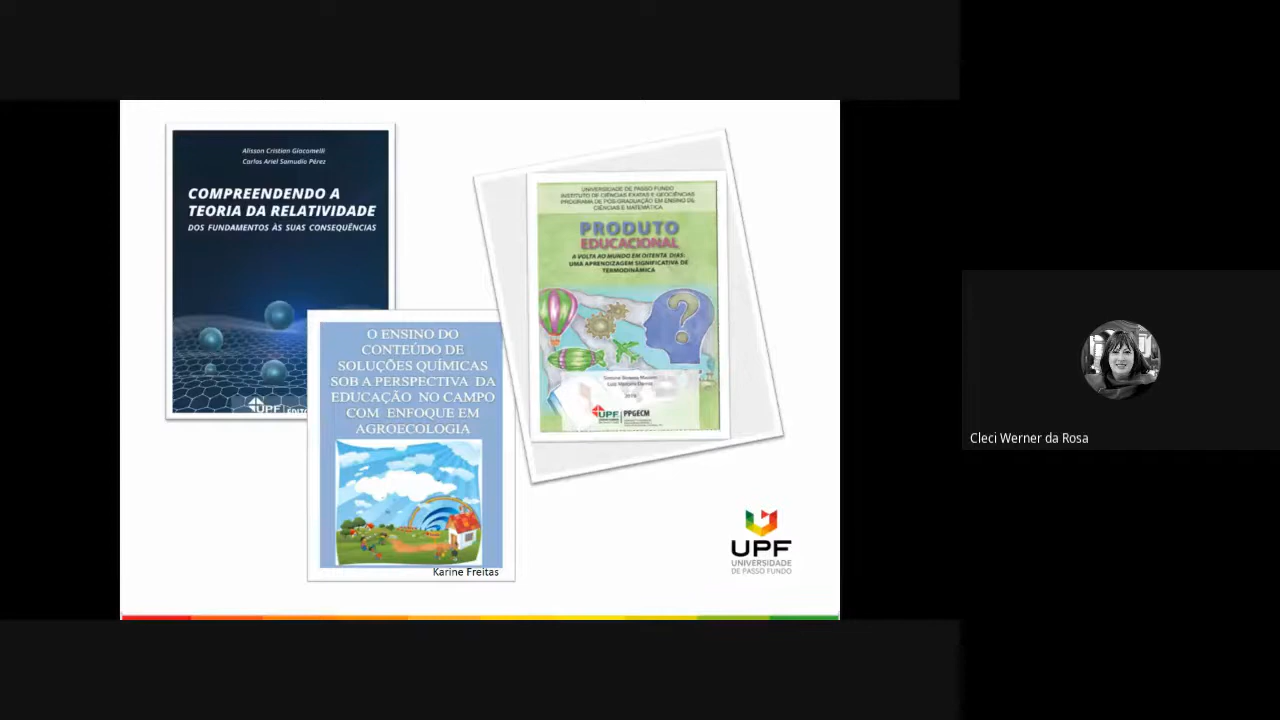 Alisson Cristian Giacomelli
Carlos Ariel Samudio Pérez
COMPREENDENDO A
TEORIA DA RELATIVIDADE
DOS FUNDAMENTOS ÀS SUAS CONSEQUÊNCIAS
UPF
O ENSINO DO
CONTEÚDO DE
SOLUÇÕES QUÍMICAS
SOB A PERSPECTIVA DA
EDUCAÇÃO NO CAMPO
COM ENFOQUE EM
AGROECOLOGIA
Karine Freitas
UNIVERSIDADE DE PASSO FUNDO
INSTITUTO DE CIÊNCIAS EXATAS E GEOCIÊNCIAS
PROGRAMA DE PÓS-GRADUAÇÃO EM ENSINO DE
CIÊNCIAS E MATEMÁTICA
PRODUTO
EDUCACIONAL
A VOLTA AO MUNDO EM OITENTA DIAS:
UMA APRENDIZAGEM SIGNIFICATIVA DE
TERMODINÂMICA
UPF
PPGECM
UPF
UNIVERSIDADE
DE PASSO FUNDO
Cleci Werner da Rosa